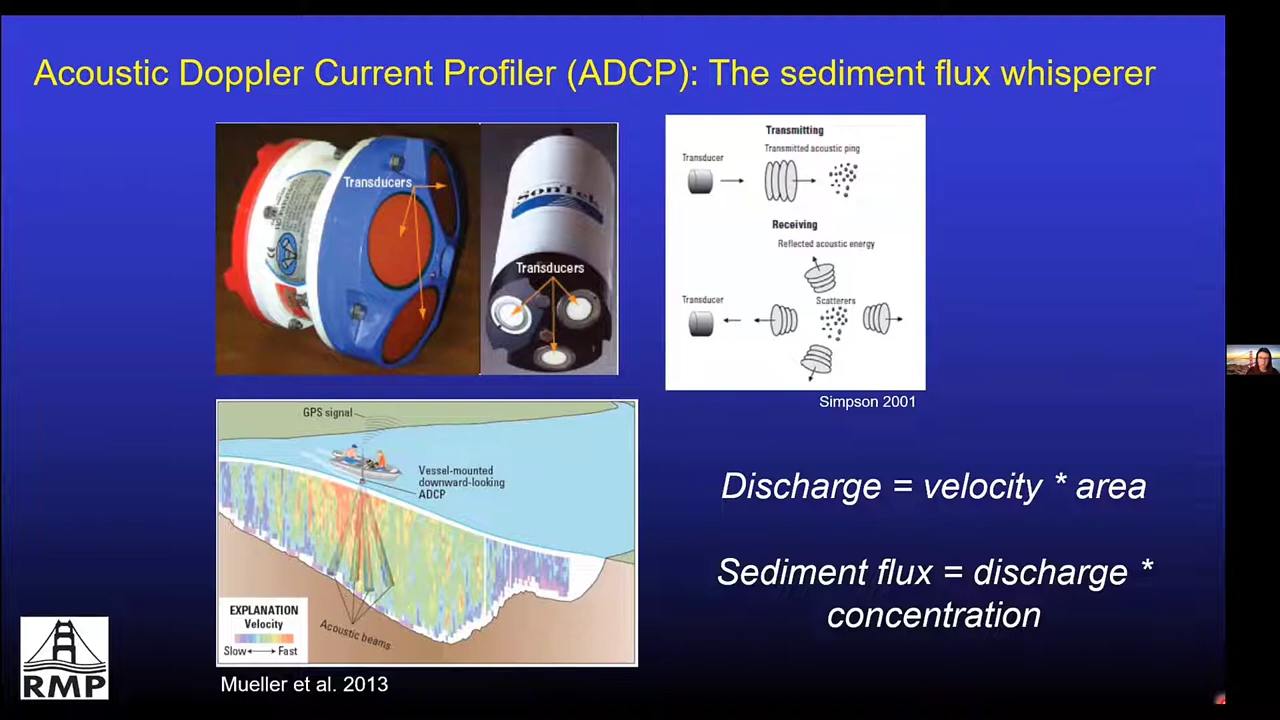 Acoustic Doppler Current Profiler (ADCP): The sediment flux whisperer
Transducers
sonTek
Transducers
Transmitting
Transmitted acoustic ping
Transducer
Receiving
Reflected acoustic energy
Transducer
Scatterers
Simpson 2001
GPS signal
Vessel-mounted
downward-looking
ADCP
EXPLANATION
Velocity
Slow
Fast
Acoustic beams
Mueller et al. 2013
Discharge = velocity * area
Sediment flux = discharge *
concentration
RMP